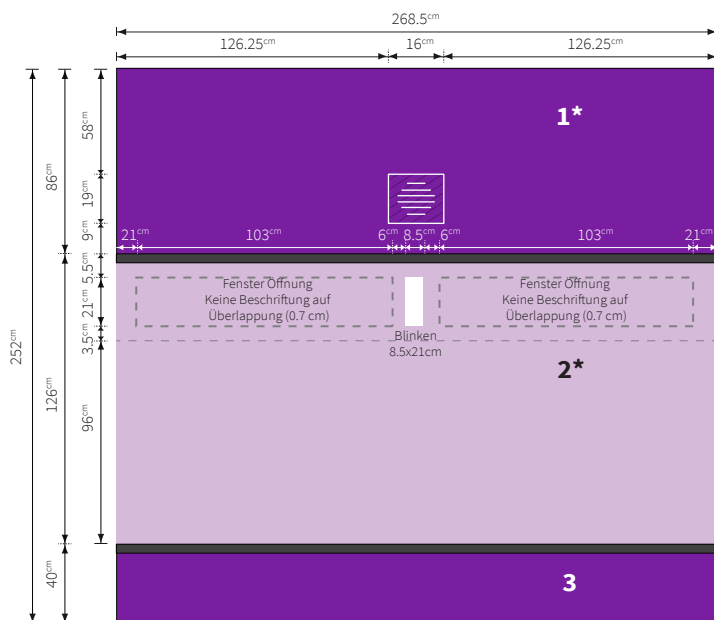 268.5cm
126.25cm
16cm
126.25cm
1*
58cm
86cm
19cm
9cm
21cm
103cm
6cm
8.5cm
6cm
103cm
21cm
5.5cm
Fenster Öffnung
Keine Beschriftung auf
Überlappung (0.7 cm)
Fenster Öffnung
Keine Beschriftung auf
Überlappung (0.7 cm)
21cm
Blinken
8.5x21cm
3.5cm
252cm
2*
126cm
96cm
40cm
3